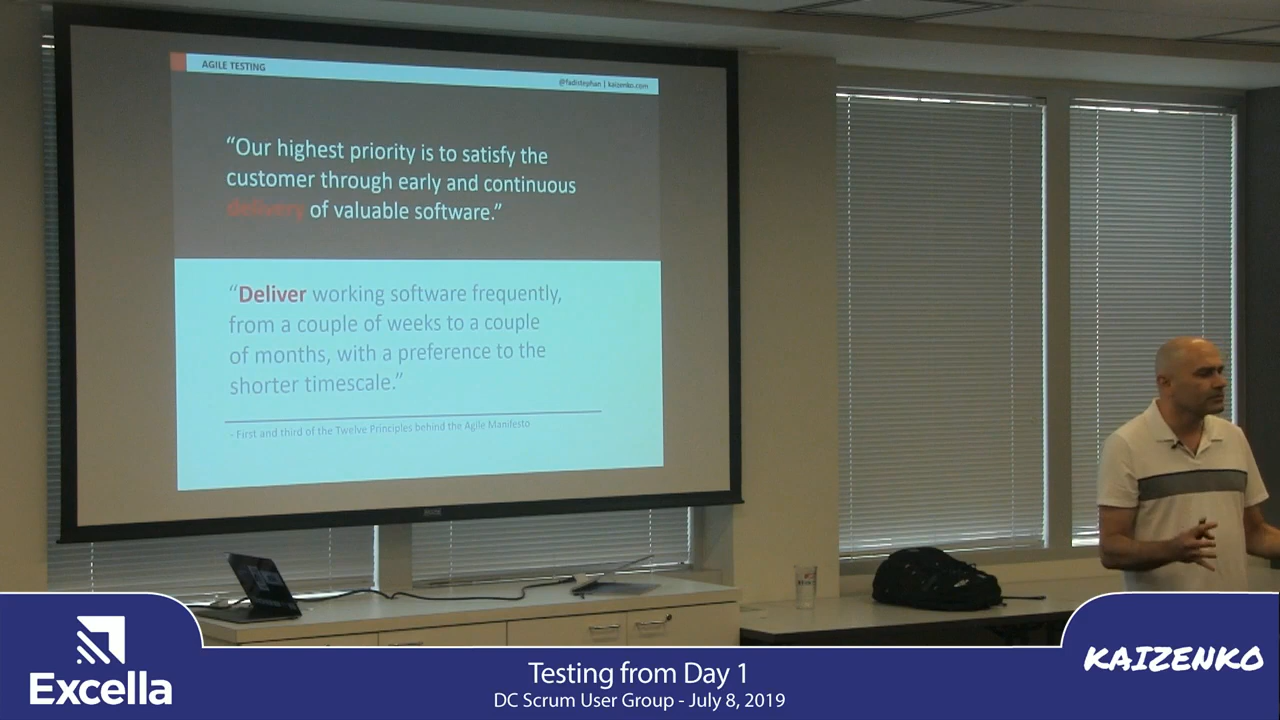 AGILE TESTING
@fadistephan | kaizenko.com
“Our highest priority is to satisfy the
customer through early and continuous
delivery of valuable software.”
“Deliver working software frequently,
from a couple of weeks to a couple
of months, with a preference to the
shorter timescale.”
- First and third of the Twelve Principles behind the Agile Manifesto
Excella
Testing from Day 1
DC Scrum User Group - July 8, 2019
KAIZENKO